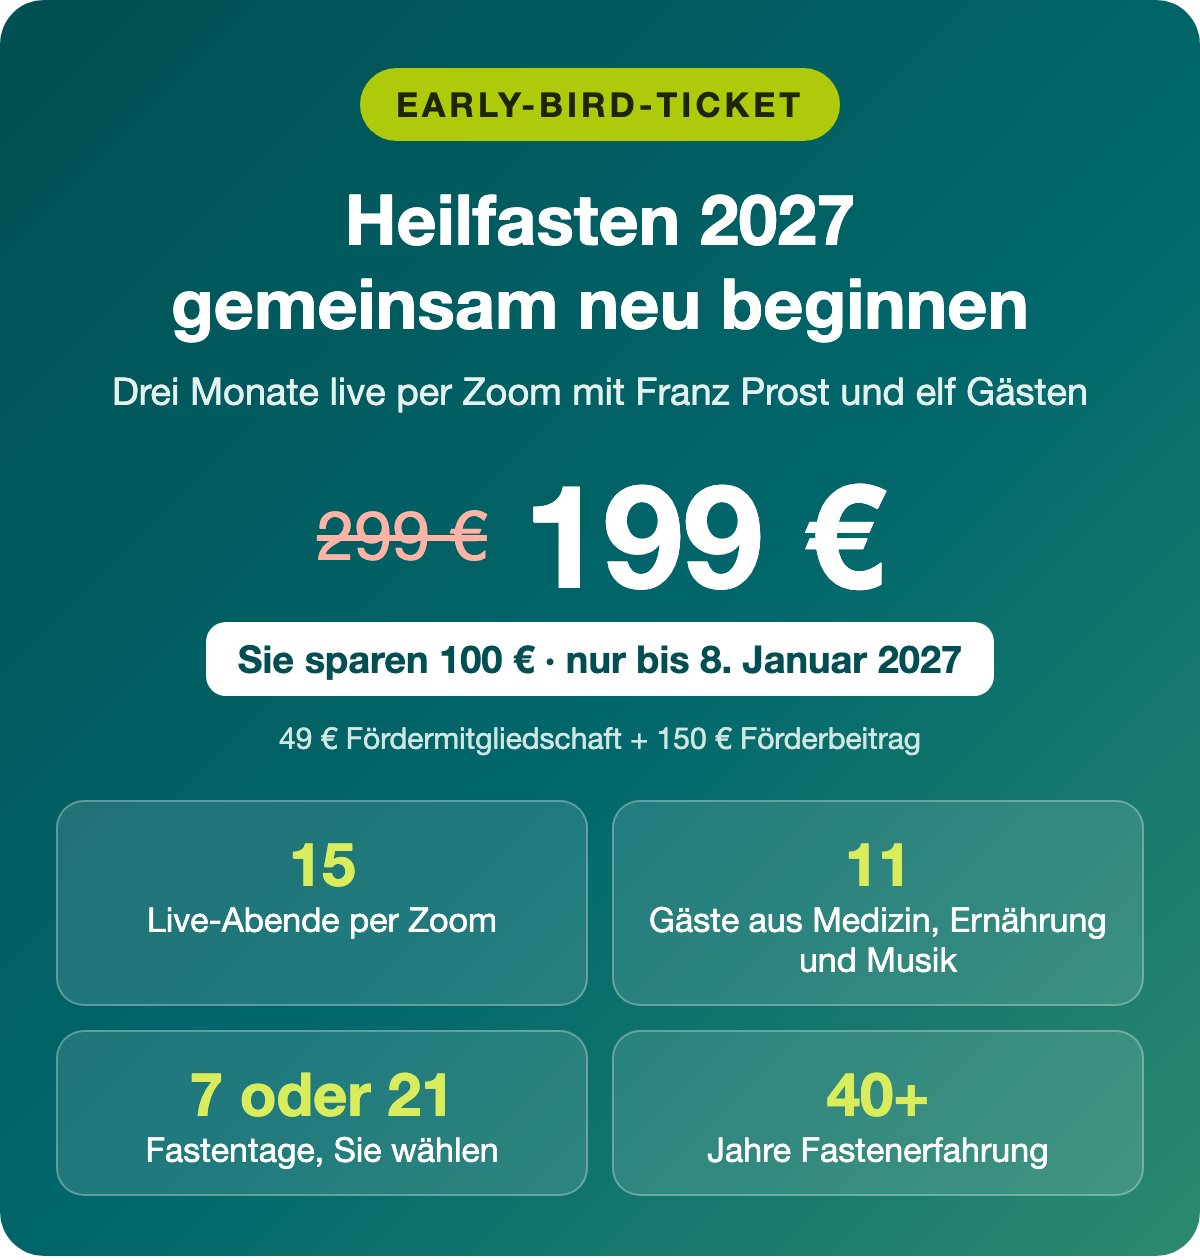 EARLY-BIRD-TICKET
Heilfasten 2027
gemeinsam neu beginnen
Drei Monate live per Zoom mit Franz Prost und elf Gästen
299 € 199 €
Sie sparen 100 € · nur bis 8. Januar 2027
49 € Fördermitgliedschaft + 150 € Förderbeitrag
15
Live-Abende per Zoom
11
Gäste aus Medizin, Ernährung
und Musik
7 oder 21
Fastentage, Sie wählen
40+
Jahre Fastenerfahrung